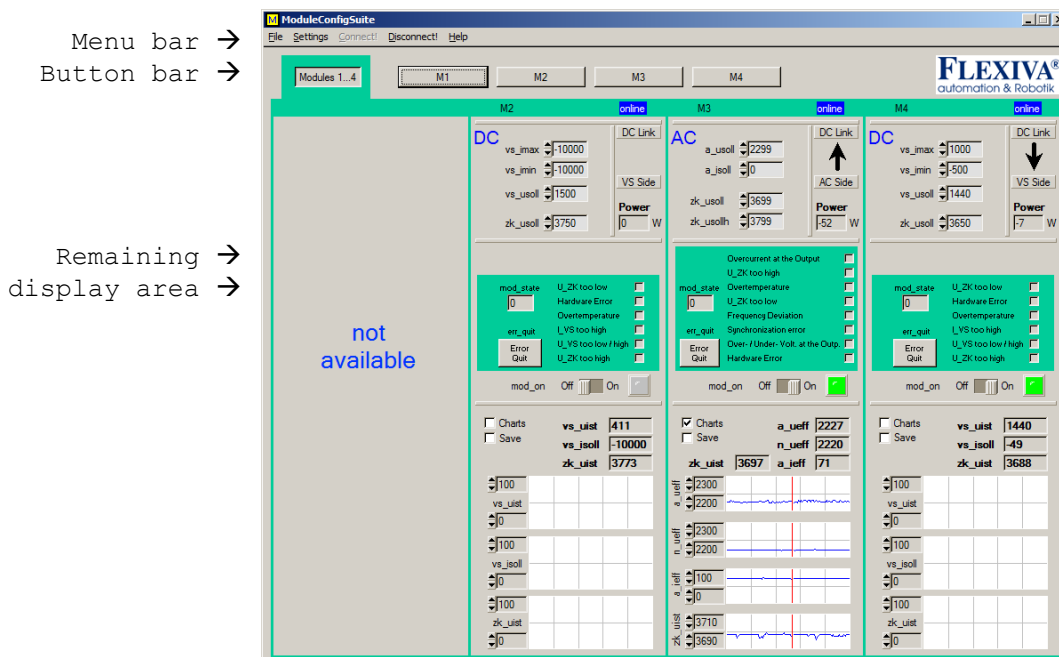 Menu bar →
Button bar →
Remaining →
display area →
M ModuleConfigSuite
File Settings Connect! Disconnect! Help
Modules 1...4 M1 M2 M3 M4
FLEXIVA®
automation & Robotik
not
available
M2 online
DC
DC Link
vs_imax -10000
vs_imin -10000
VS Side
vs_usoll 1500
Power
zk_usoll 3750 0 W
mod_state
0
U_ZK too low
Hardware Error
Overtemperature
err_quit I_VS too high
Error
Quit
U_VS too low / high
U_ZK too high
mod_on Off On
Charts
Save
vs_uist 411
vs_isoll -10000
zk_uist 3773
100
vs_uist
0
100
vs_isoll
0
100
zk_uist
0
M3 online
AC
DC Link
a_usoll 2299
a_isoll 0
AC Side
zk_usoll 3699
Power
zk_usollh 3799 -52 W
Overcurrent at the Output
U_ZK too high
mod_state Overtemperature
0
U_ZK too low
Frequency Deviation
err_quit Synchronization error
Error
Quit
Over- / Under- Volt. at the Outp.
Hardware Error
mod_on Off On
Charts
Save
a_ueff 2227
n_ueff 2220
zk_uist 3697 a_ieff 71
a_ueff
2300
2200
n_ueff
2300
2200
a_ieff
100
0
zk_uist
3710
3690
M4 online
DC
DC Link
vs_imax 1000
vs_imin -500
VS Side
vs_usoll 1440
Power
zk_usoll 3650 -7 W
mod_state
0
U_ZK too low
Hardware Error
Overtemperature
err_quit I_VS too high
Error
Quit
U_VS too low / high
U_ZK too high
mod_on Off On
Charts
Save
vs_uist 1440
vs_isoll -49
zk_uist 3688
100
vs_uist
0
100
vs_isoll
0
100
zk_uist
0